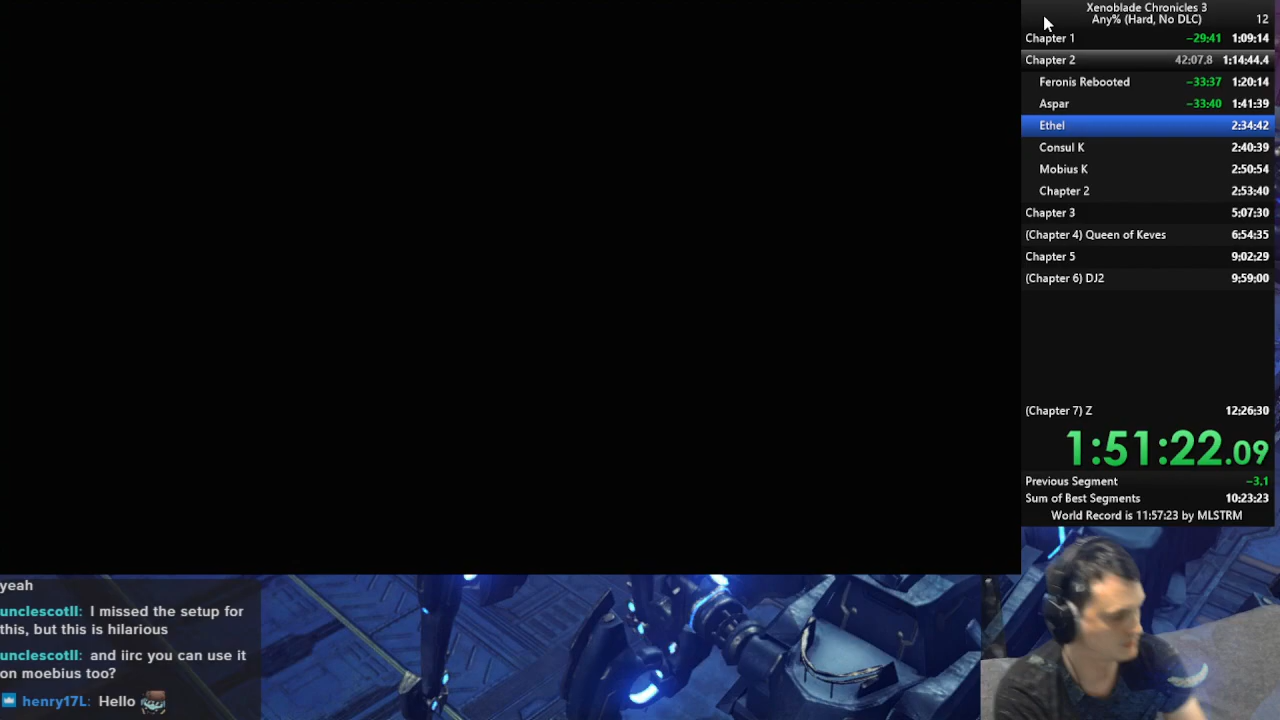 Xenoblade Chronicles 3
Any% (Hard, No DLC) 12
Chapter 1 −29:41 1:09:14
Chapter 2 42:07.8 1:14:44.4
Feronis Rebooted −33:37 1:20:14
Aspar −33:40 1:41:39
Ethel 2:34:42
Consul K 2:40:39
Mobius K 2:50:54
Chapter 2 2:53:40
Chapter 3 5:07:30
(Chapter 4) Queen of Keves 6:54:35
Chapter 5 9:02:29
(Chapter 6) DJ2 9:59:00
(Chapter 7) Z 12:26:30
1:51:22.09
Previous Segment −3.1
Sum of Best Segments 10:23:23
World Record is 11:57:23 by MLSTRM
yeah
unclescotII: I missed the setup for
this, but this is hilarious
unclescotII: and iirc you can use it
on moebius too?
henry17L: Hello